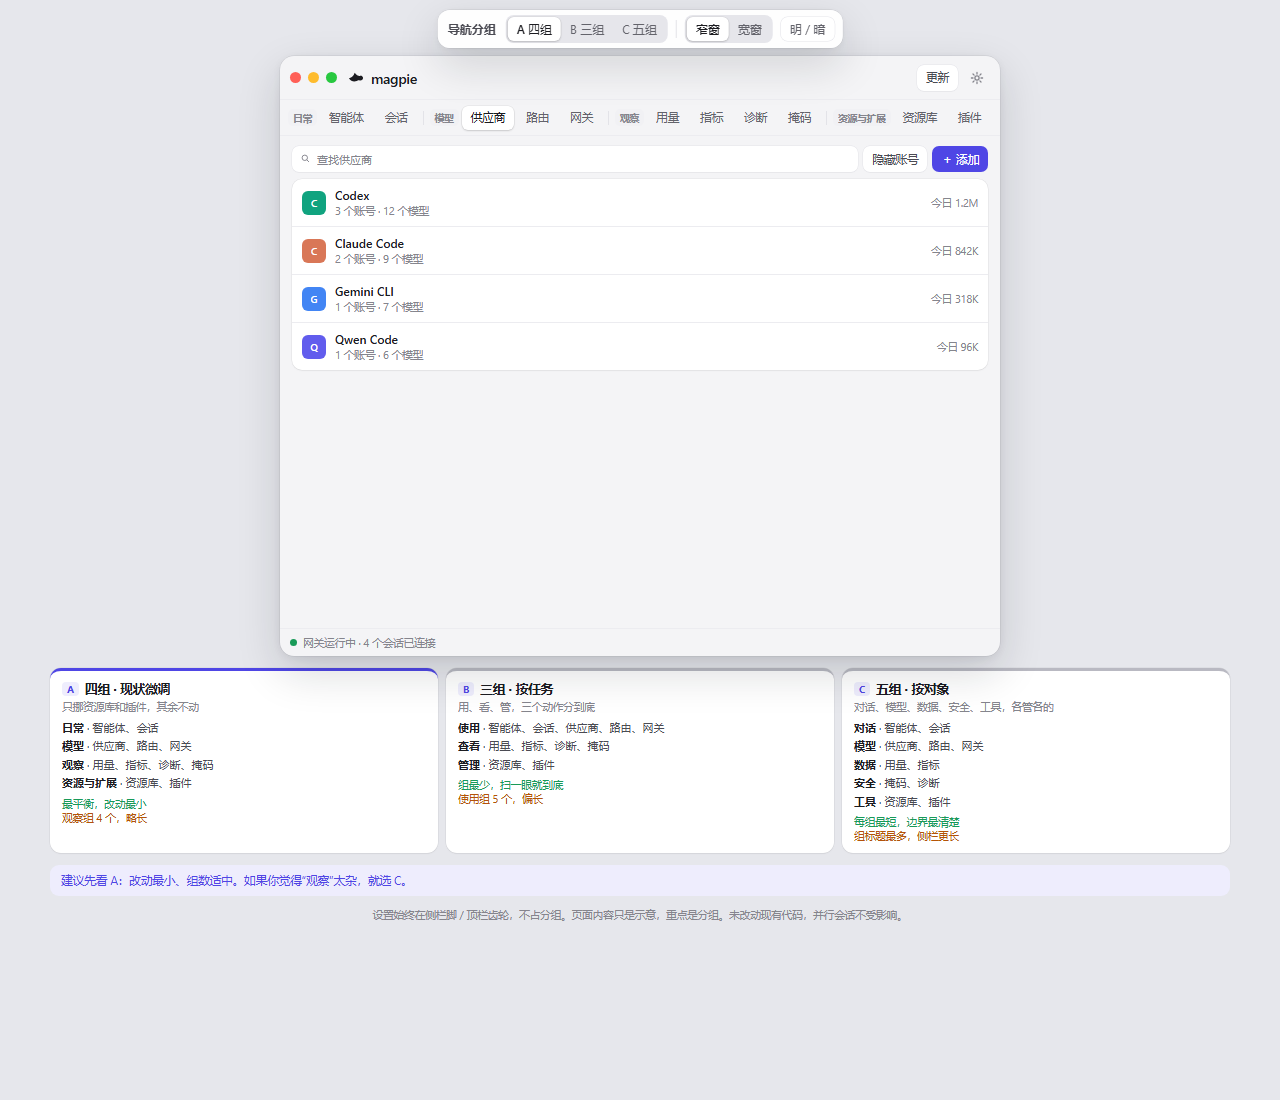 导航分组 A 四组 B 三组 C 五组 窄窗 宽窗 明 / 暗
magpie 更新
日常 智能体 会话 模型 供应商 路由 网关 观察 用量 指标 诊断 掩码 资源与扩展 资源库 插件
查找供应商 隐藏账号 + 添加
C Codex 今日 1.2M
3 个账号 · 12 个模型
C Claude Code 今日 842K
2 个账号 · 9 个模型
G Gemini CLI 今日 318K
1 个账号 · 7 个模型
Q Qwen Code 今日 96K
1 个账号 · 6 个模型
网关运行中 · 4 个会话已连接
A 四组 · 现状微调
只挪资源库和插件，其余不动
日常 · 智能体、会话
模型 · 供应商、路由、网关
观察 · 用量、指标、诊断、掩码
资源与扩展 · 资源库、插件
最平衡，改动最小
观察组 4 个，略长
B 三组 · 按任务
用、看、管，三个动作分到底
使用 · 智能体、会话、供应商、路由、网关
查看 · 用量、指标、诊断、掩码
管理 · 资源库、插件
组最少，扫一眼就到底
使用组 5 个，偏长
C 五组 · 按对象
对话、模型、数据、安全、工具，各管各的
对话 · 智能体、会话
模型 · 供应商、路由、网关
数据 · 用量、指标
安全 · 掩码、诊断
工具 · 资源库、插件
每组最短，边界最清楚
组标题最多，侧栏更长
建议先看 A：改动最小、组数适中。如果你觉得“观察”太杂，就选 C。
设置始终在侧栏脚 / 顶栏齿轮，不占分组。页面内容只是示意，重点是分组。未改动现有代码，并行会话不受影响。